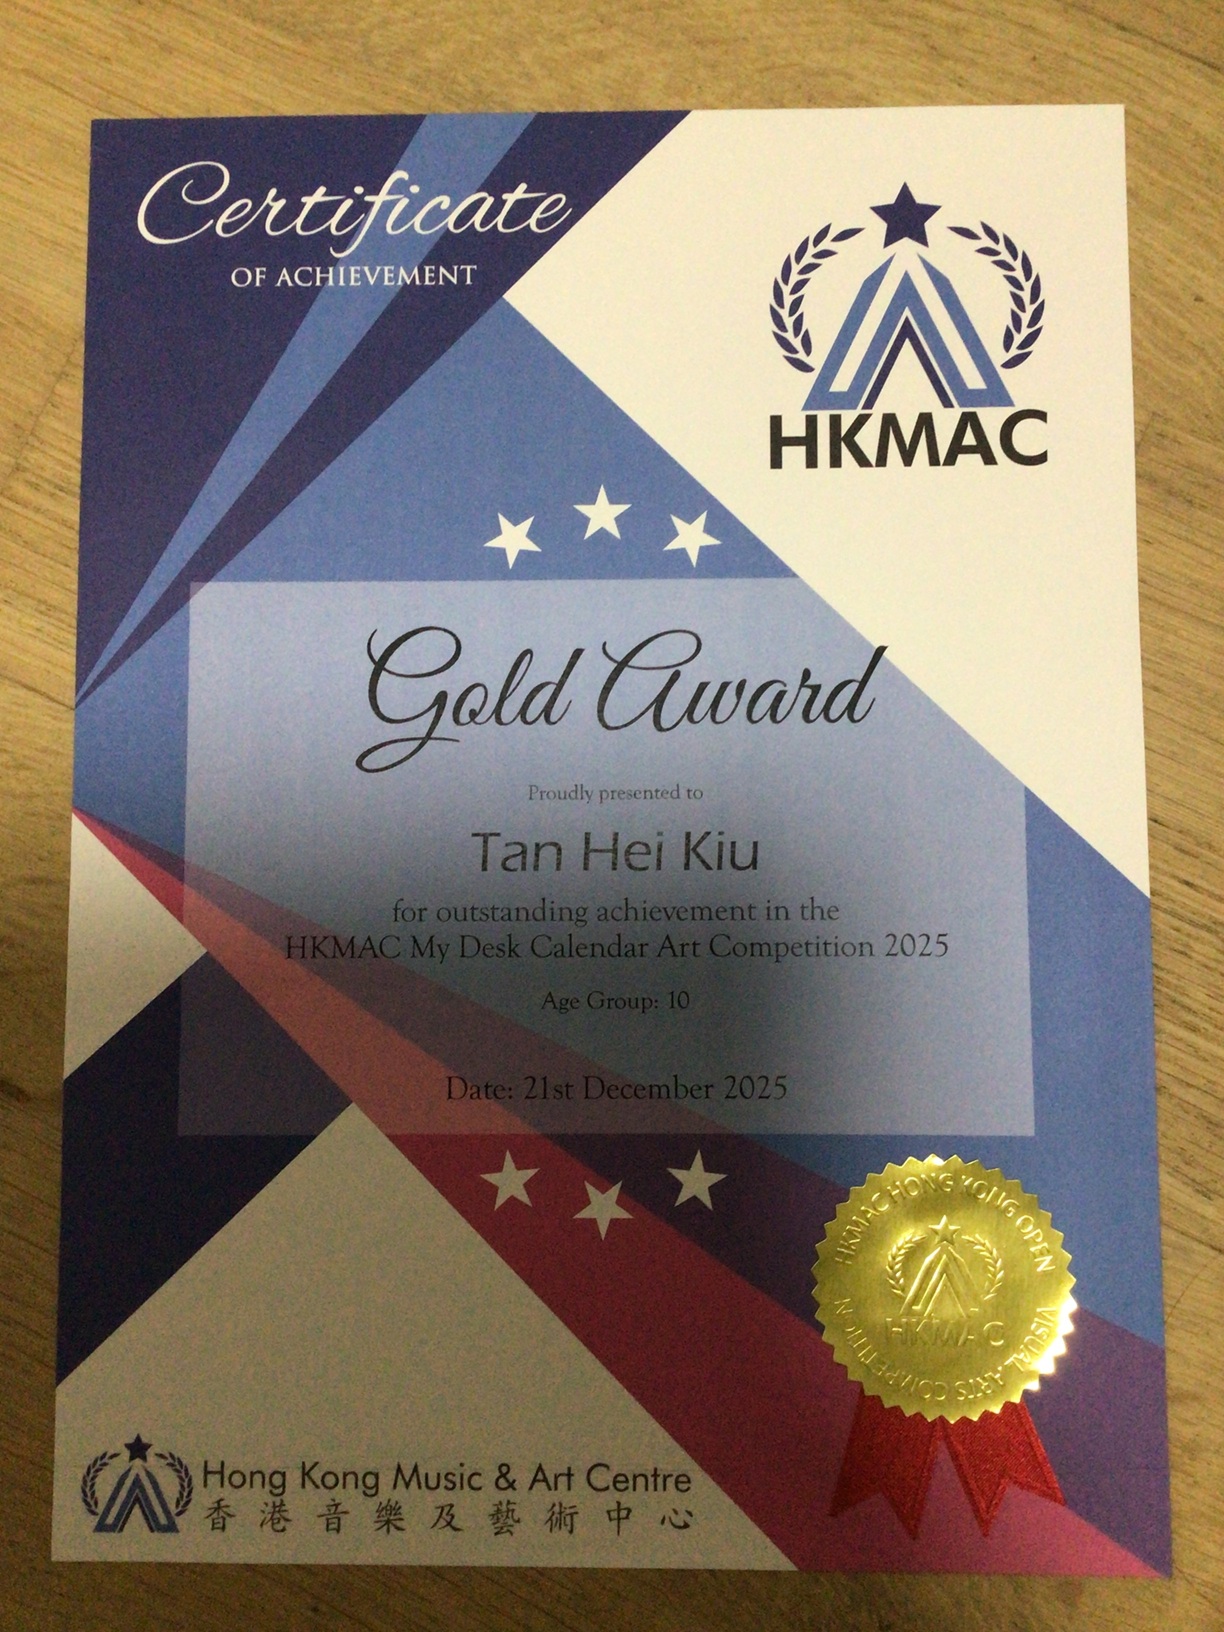 Certificate
OF ACHIEVEMENT
HKMAC
Gold Award
Proudly presented to
Tan Hei Kiu
for outstanding achievement in the
HKMAC My Desk Calendar Art Competition 2025
Age Group: 10
Date: 21st December 2025
HKMAC HONG KONG OPEN
VISUAL ARTS COMPETITION
HKMAC
Hong Kong Music & Art Centre
香港音樂及藝術中心